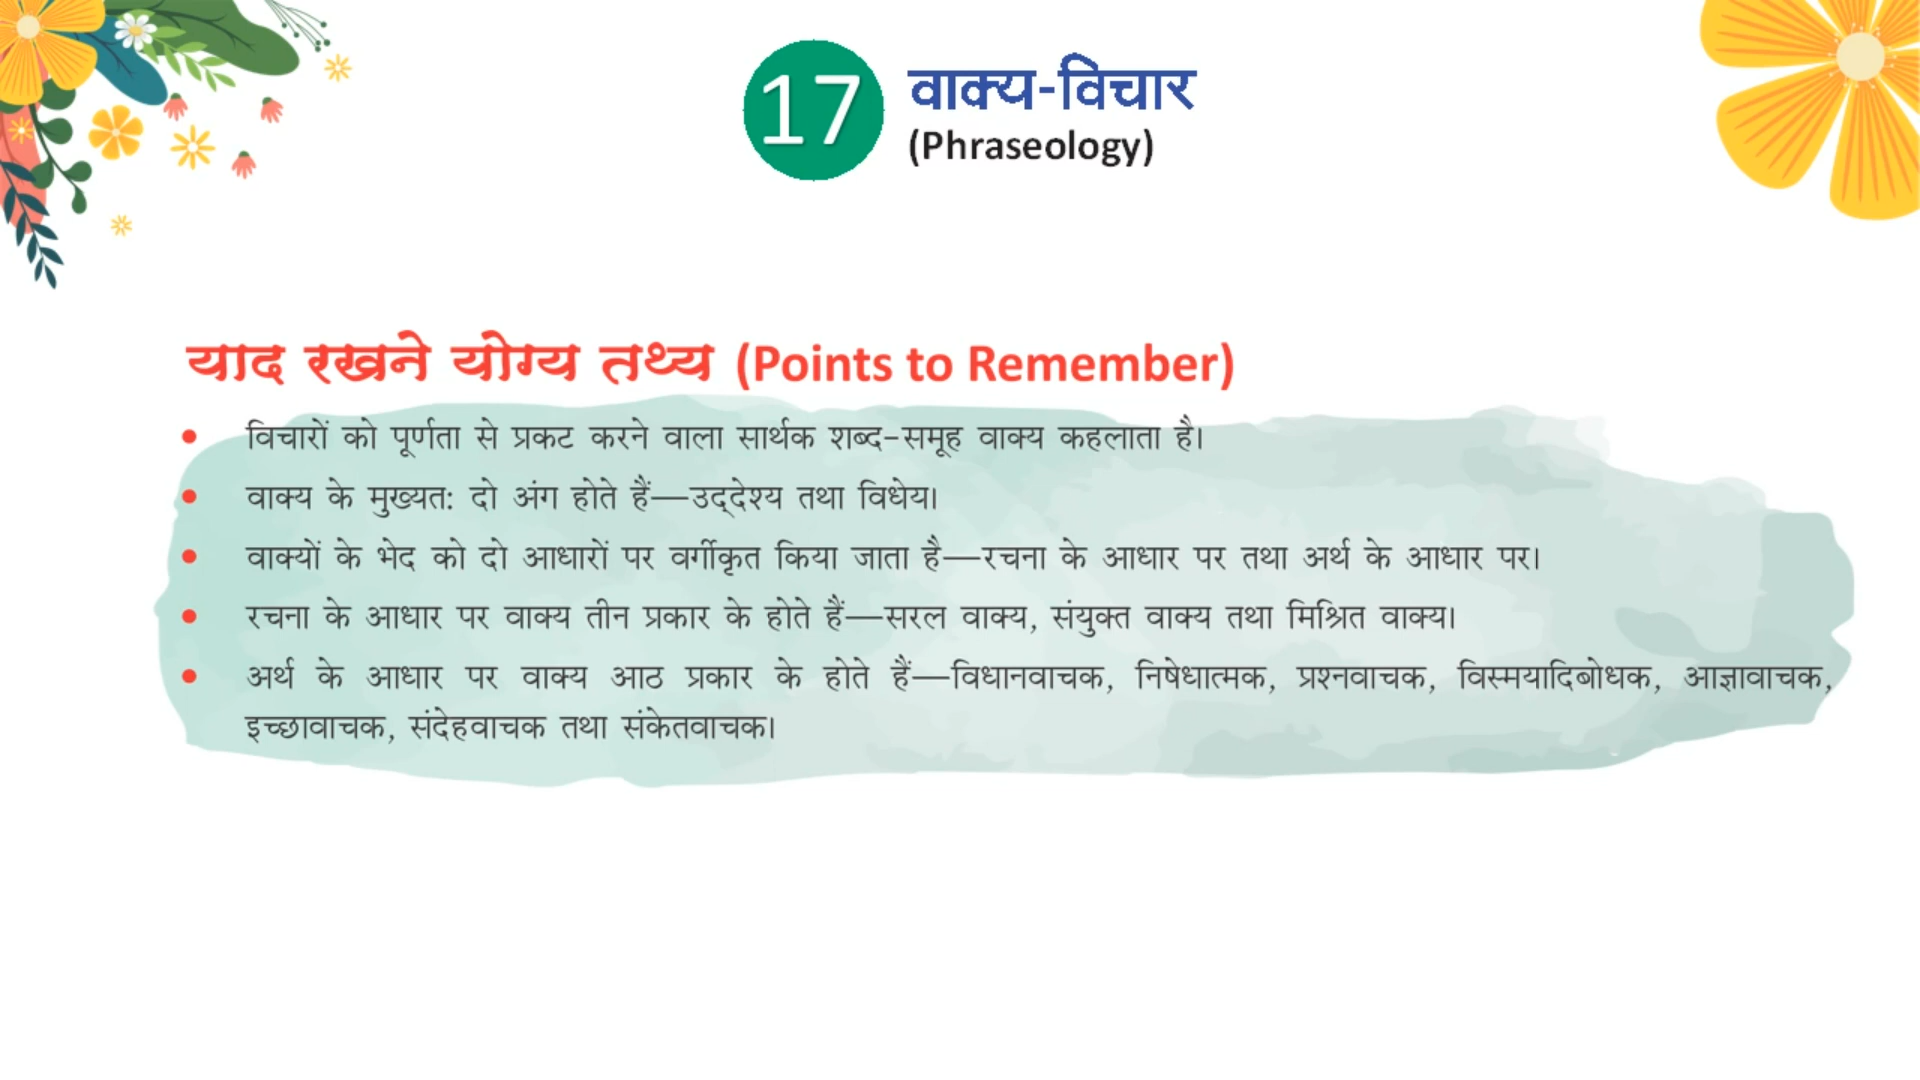 17
वाक्य-विचार
(Phraseology)
याद रखने योग्य तथ्य (Points to Remember)
• विचारों को पूर्णता से प्रकट करने वाला सार्थक शब्द-समूह वाक्य कहलाता है।
• वाक्य के मुख्यत: दो अंग होते हैं—उद्‌देश्य तथा विधेय।
• वाक्यों के भेद को दो आधारों पर वर्गीकृत किया जाता है—रचना के आधार पर तथा अर्थ के आधार पर।
• रचना के आधार पर वाक्य तीन प्रकार के होते हैं—सरल वाक्य, संयुक्त वाक्य तथा मिश्रित वाक्य।
• अर्थ के आधार पर वाक्य आठ प्रकार के होते हैं—विधानवाचक, निषेधात्मक, प्रश्नवाचक, विस्मयादिबोधक, आज्ञावाचक,
इच्छावाचक, संदेहवाचक तथा संकेतवाचक।